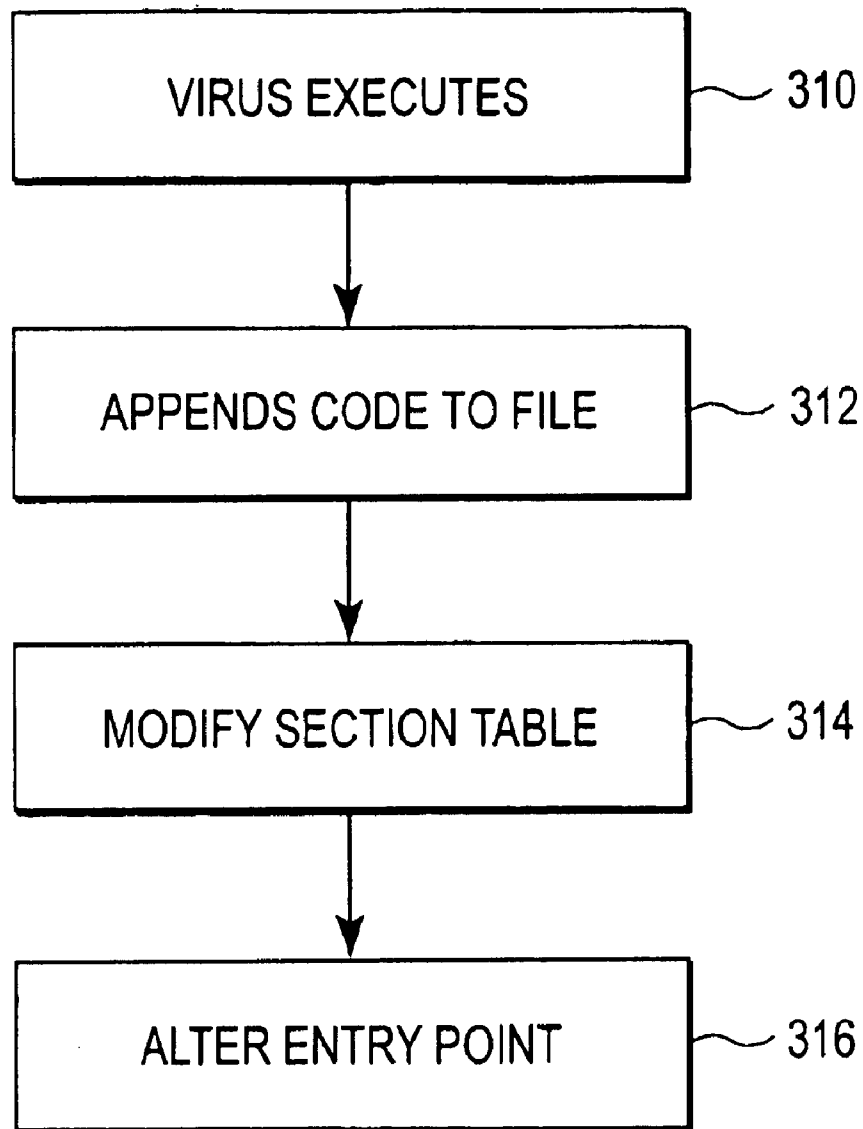 VIRUS EXECUTES 310
APPENDS CODE TO FILE 312
MODIFY SECTION TABLE 314
ALTER ENTRY POINT 316